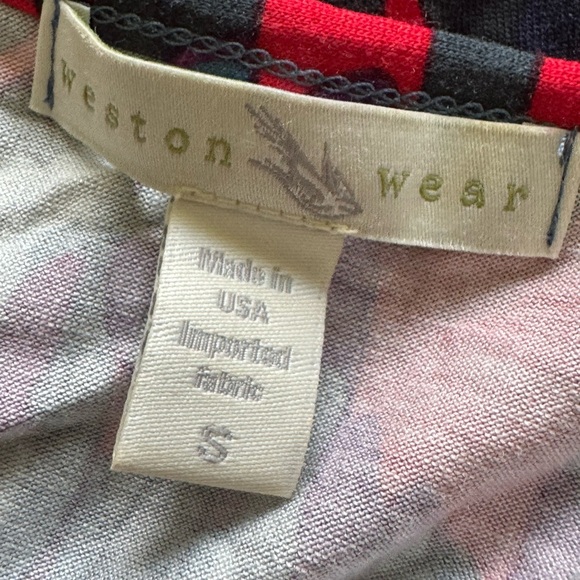 weston wear
Made in
USA
Imported
fabric
S